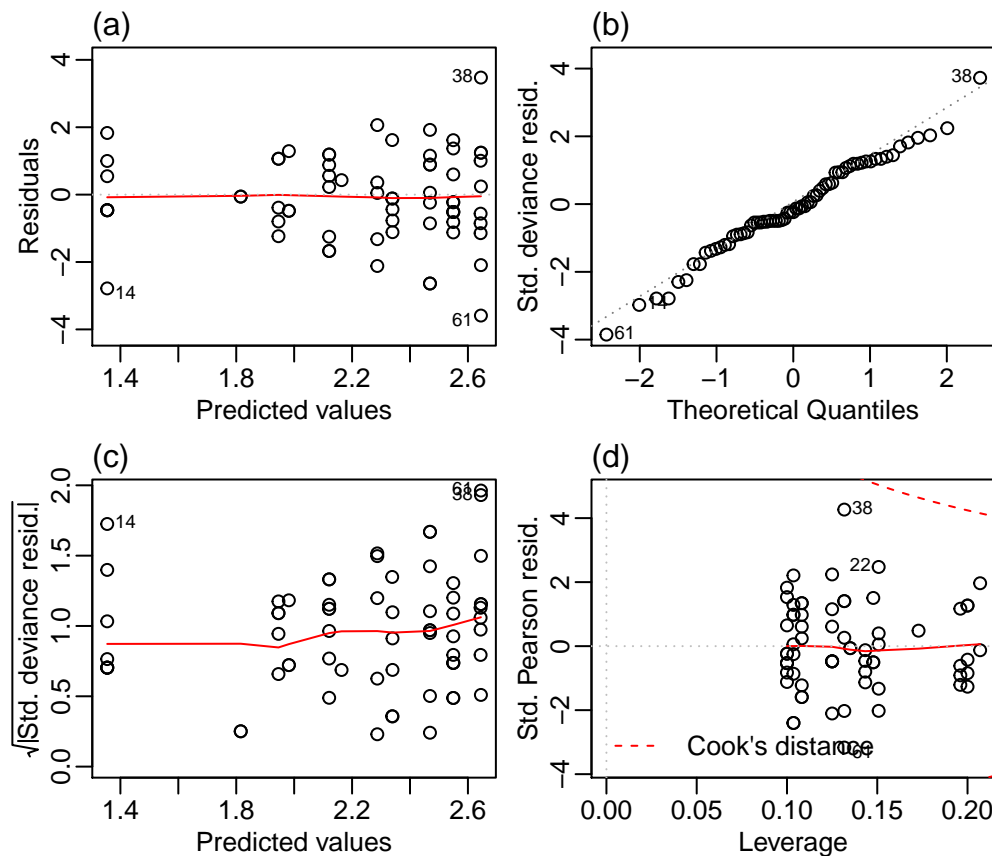 (a)
Residuals
4
2
0
−2
−4
38
14
61
1.4 1.8 2.2 2.6
Predicted values
(b)
Std. deviance resid.
4
2
0
−2
−4
38
14
61
−2 −1 0 1 2
Theoretical Quantiles
(c)
√|Std. deviance resid.|
2.0
1.5
1.0
0.5
0.0
61
38
14
1.4 1.8 2.2 2.6
Predicted values
(d)
Std. Pearson resid.
4
2
0
−2
−4
38
22
61
Cook's distance
0.00 0.05 0.10 0.15 0.20
Leverage